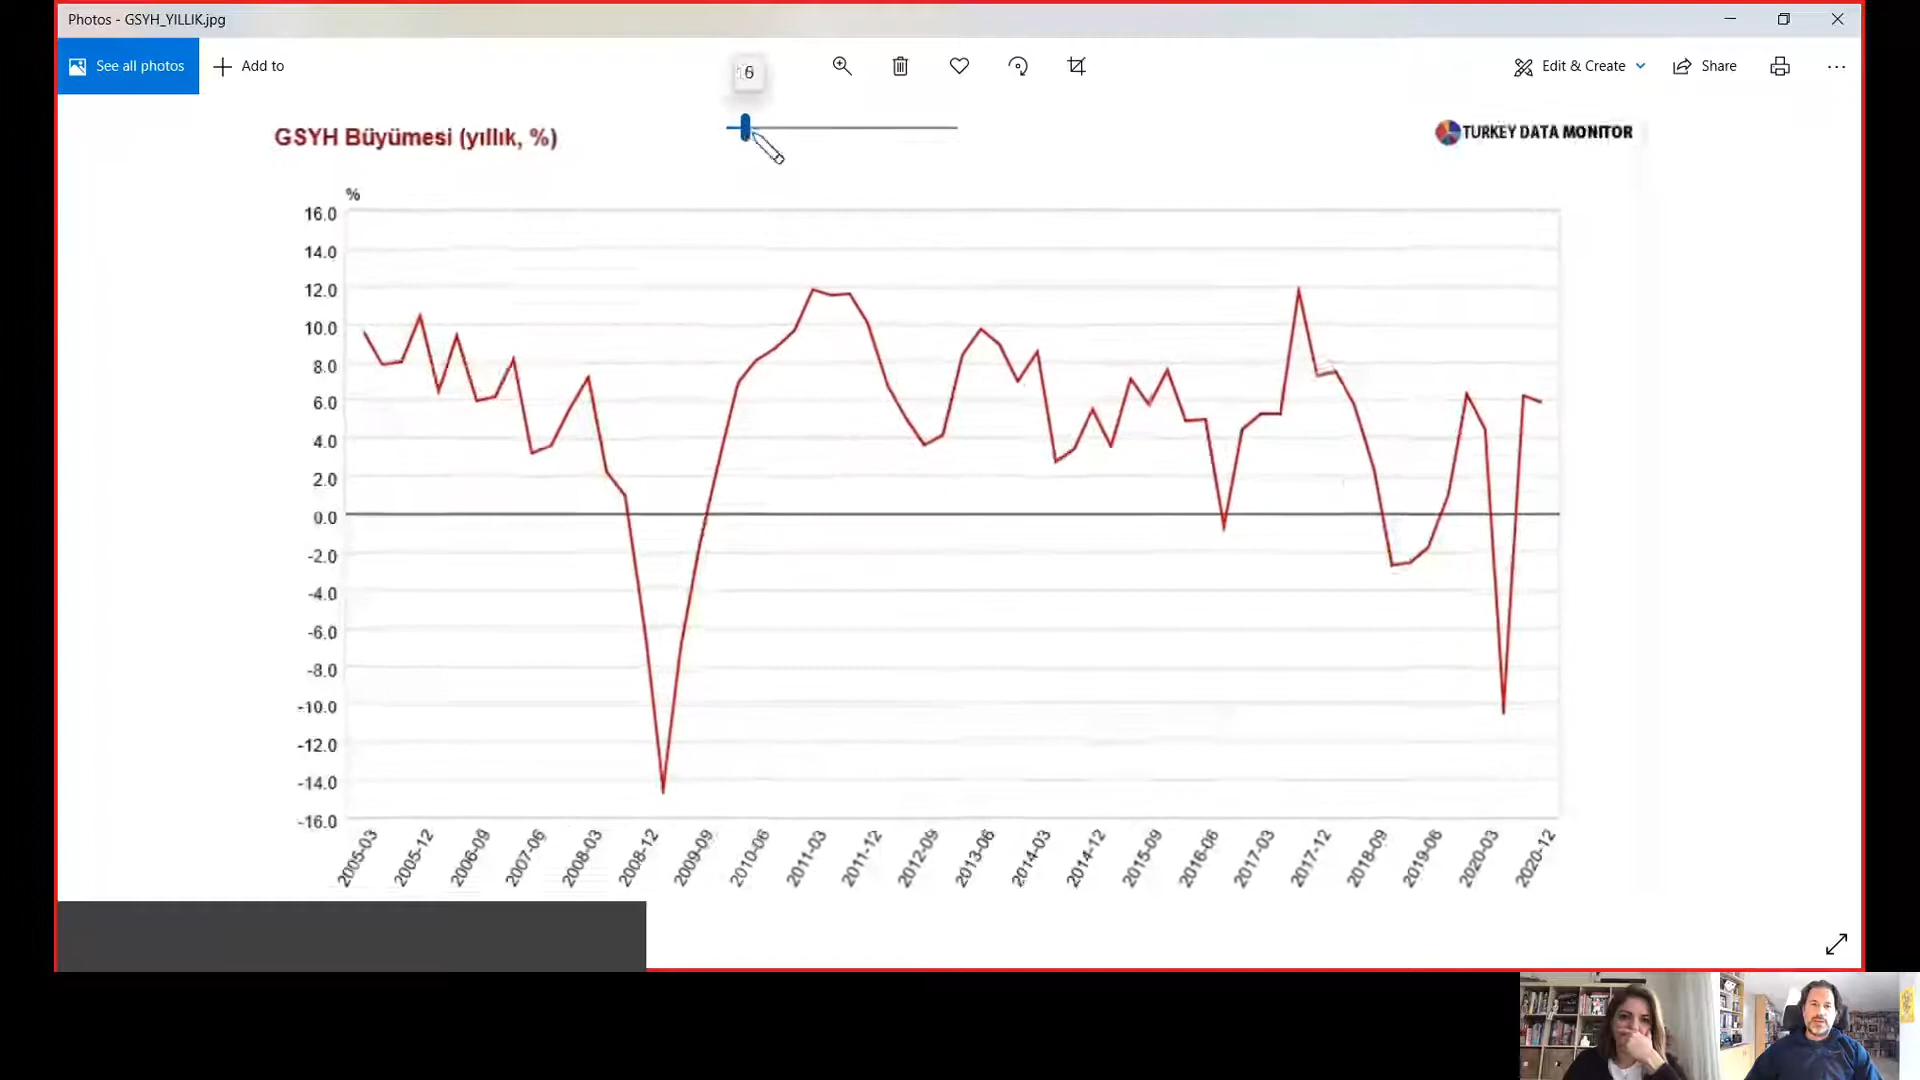 Photos - GSYH_YILLIK.jpg
See all photos
Add to
Edit & Create
Share
GSYH Büyümesi (yıllık, %)
TURKEY DATA MONITOR
%
16.0
14.0
12.0
10.0
8.0
6.0
4.0
2.0
0.0
-2.0
-4.0
-6.0
-8.0
-10.0
-12.0
-14.0
-16.0
2005-03 2005-12 2006-09 2007-06 2008-03 2008-12 2009-09 2010-06 2011-03 2011-12 2012-09 2013-06 2014-03 2014-12 2015-09 2016-06 2017-03 2017-12 2018-09 2019-06 2020-03 2020-12